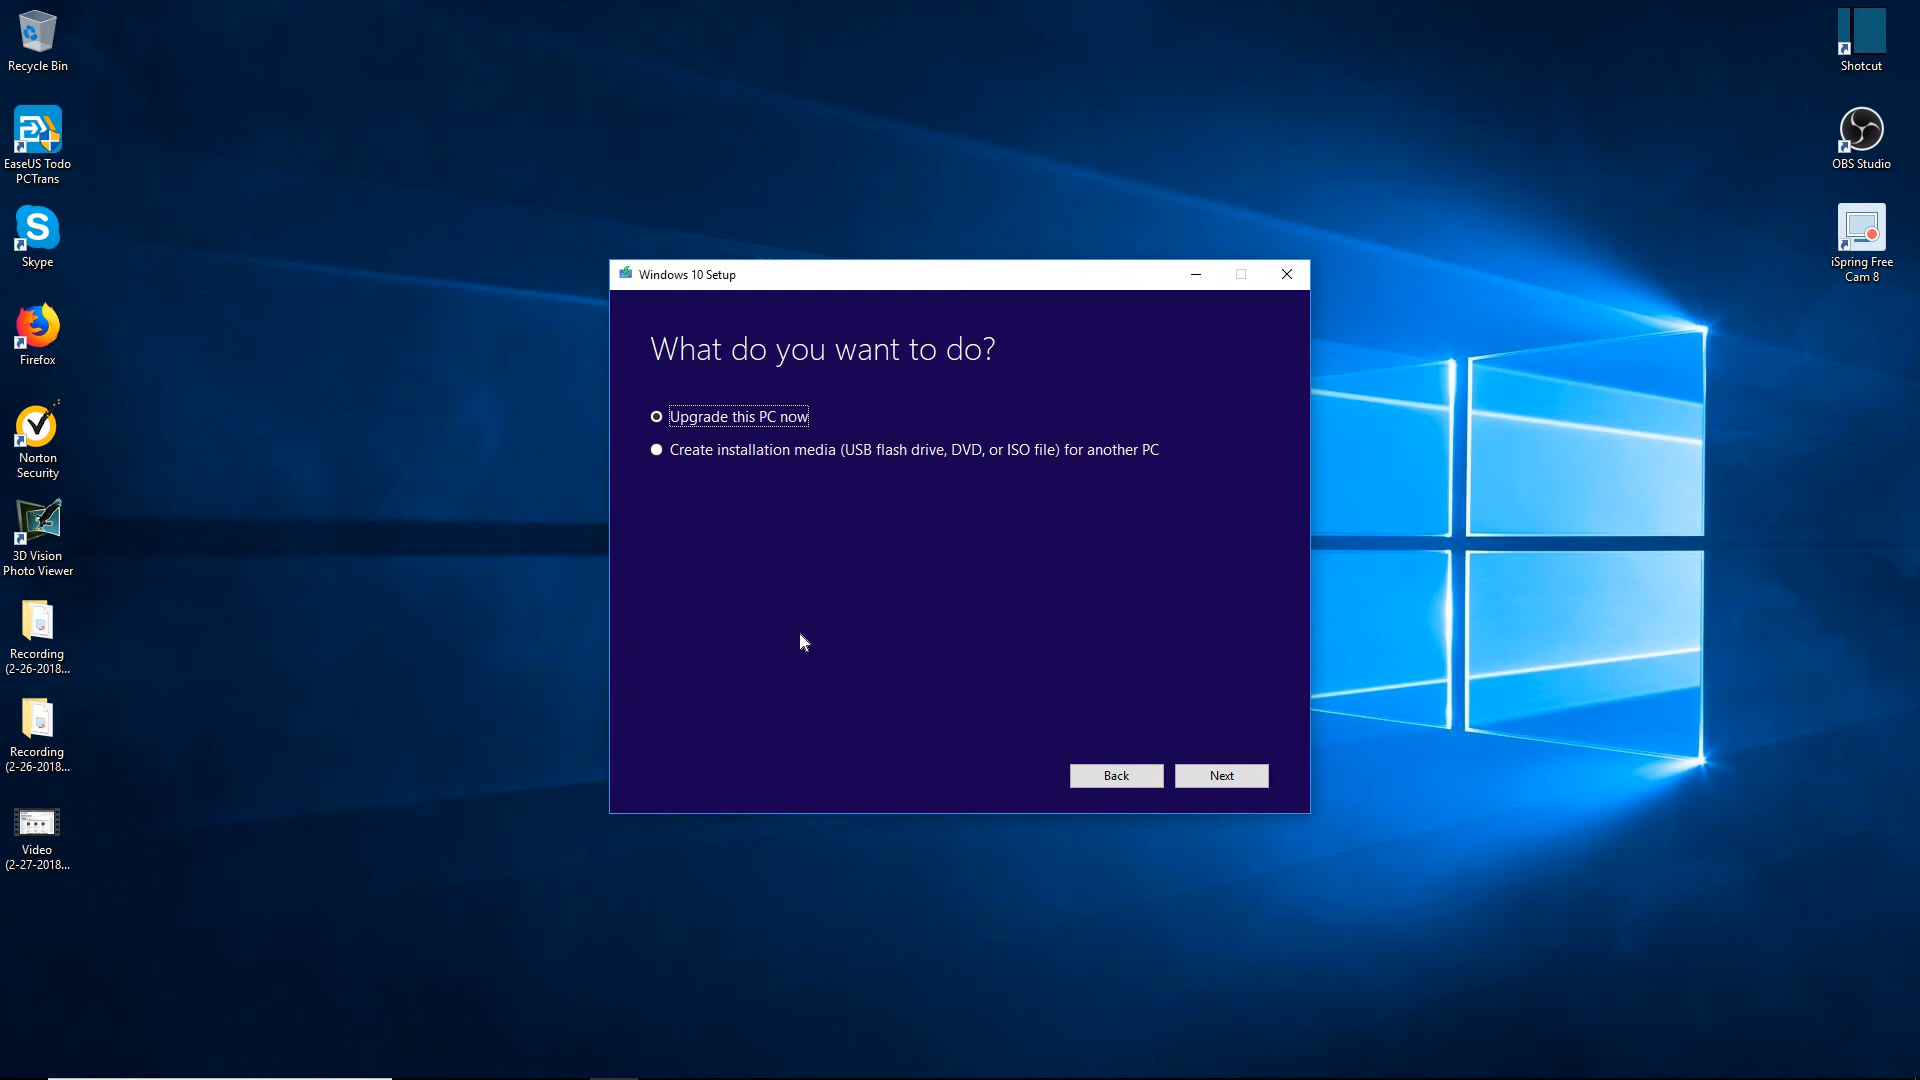 Recycle Bin
EaseUS Todo
PCTrans
Skype
Firefox
Norton
Security
3D Vision
Photo Viewer
Recording
(2-26-2018...
Recording
(2-26-2018...
Video
(2-27-2018...
Windows 10 Setup
What do you want to do?
Upgrade this PC now
Create installation media (USB flash drive, DVD, or ISO file) for another PC
Back
Next
Shotcut
OBS Studio
iSpring Free
Cam 8